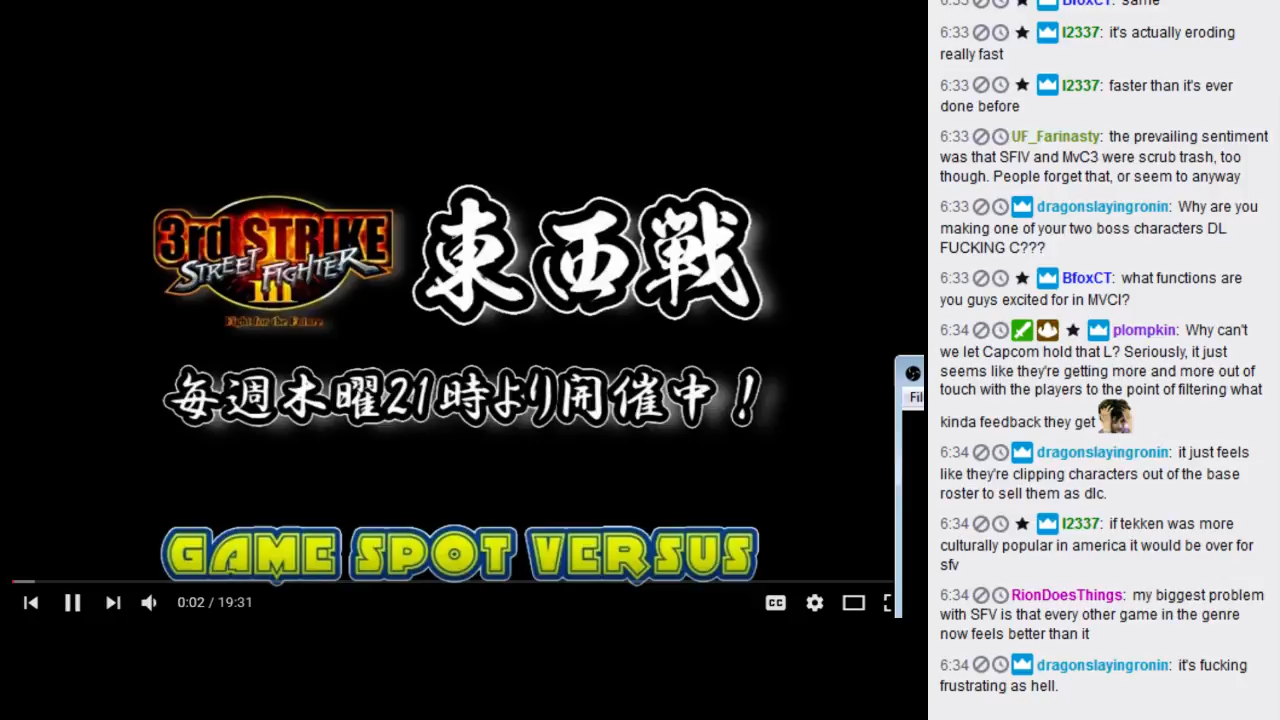 3rd STRIKE
STREET FIGHTER
III
Fight for the Future
東西戦
毎週木曜21時より開催中！
GAME SPOT VERSUS
0:02 / 19:31
CC
Fil
6:33 BfoxCT: same
6:33 I2337: it's actually eroding
really fast
6:33 I2337: faster than it's ever
done before
6:33 UF_Farinasty: the prevailing sentiment
was that SFIV and MvC3 were scrub trash, too
though. People forget that, or seem to anyway
6:33 dragonslayingronin: Why are you
making one of your two boss characters DL
FUCKING C???
6:33 BfoxCT: what functions are
you guys excited for in MVCI?
6:34 plompkin: Why can't
we let Capcom hold that L? Seriously, it just
seems like they're getting more and more out of
touch with the players to the point of filtering what
kinda feedback they get
6:34 dragonslayingronin: it just feels
like they're clipping characters out of the base
roster to sell them as dlc.
6:34 I2337: if tekken was more
culturally popular in america it would be over for
sfv
6:34 RionDoesThings: my biggest problem
with SFV is that every other game in the genre
now feels better than it
6:34 dragonslayingronin: it's fucking
frustrating as hell.